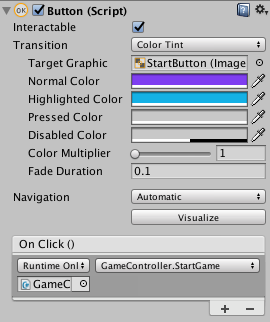 OK Button (Script)
Interactable
Transition Color Tint
Target Graphic StartButton (Image
Normal Color
Highlighted Color
Pressed Color
Disabled Color
Color Multiplier 1
Fade Duration 0.1
Navigation Automatic
Visualize
On Click ()
Runtime Onl GameController.StartGame
GameC
+ −